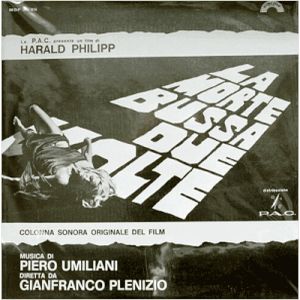 La P.A.C. presenta un film di
HARALD PHILIPP
LA
MORTE
BUSSA
DUE
VOLTE
distribuzione
P.A.C.
COLONNA SONORA ORIGINALE DEL FILM
MUSICA DI
PIERO UMILIANI
DIRETTA DA
GIANFRANCO PLENIZIO